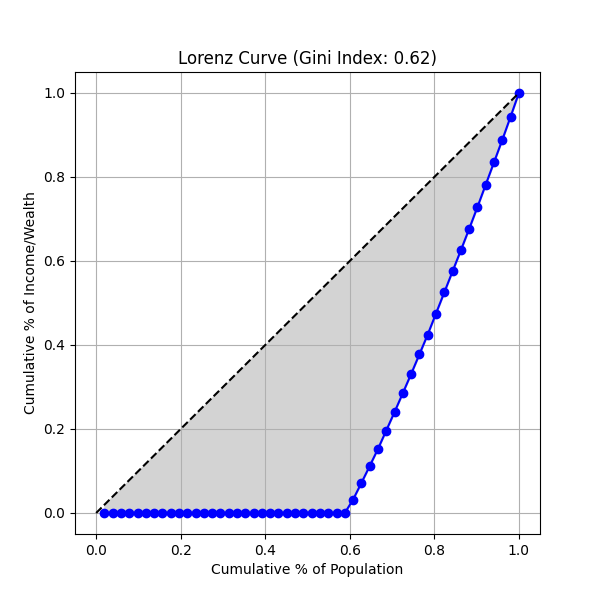 Lorenz Curve (Gini Index: 0.62)
Cumulative % of Income/Wealth
1.0
0.8
0.6
0.4
0.2
0.0
0.0 0.2 0.4 0.6 0.8 1.0
Cumulative % of Population